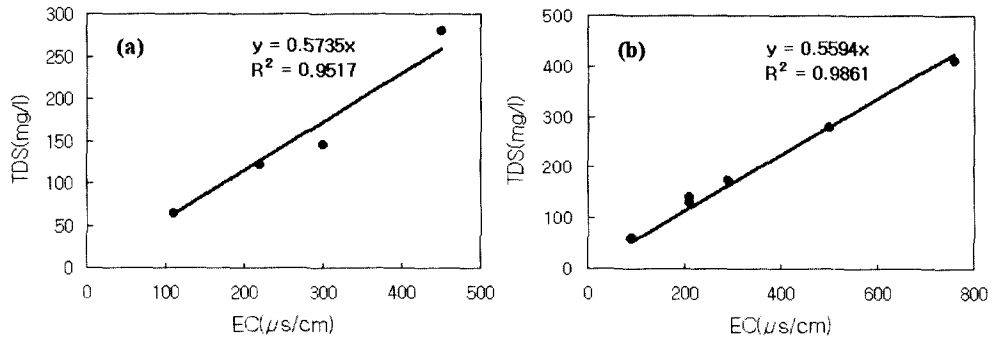 (a)
y = 0.5735x
R² = 0.9517
300
250
200
150
100
50
0
TDS(mg/l)
0 100 200 300 400 500
EC(μs/cm)
(b)
y = 0.5594x
R² = 0.9861
500
400
300
200
100
0
TDS(mg/l)
0 200 400 600 800
EC(μs/cm)